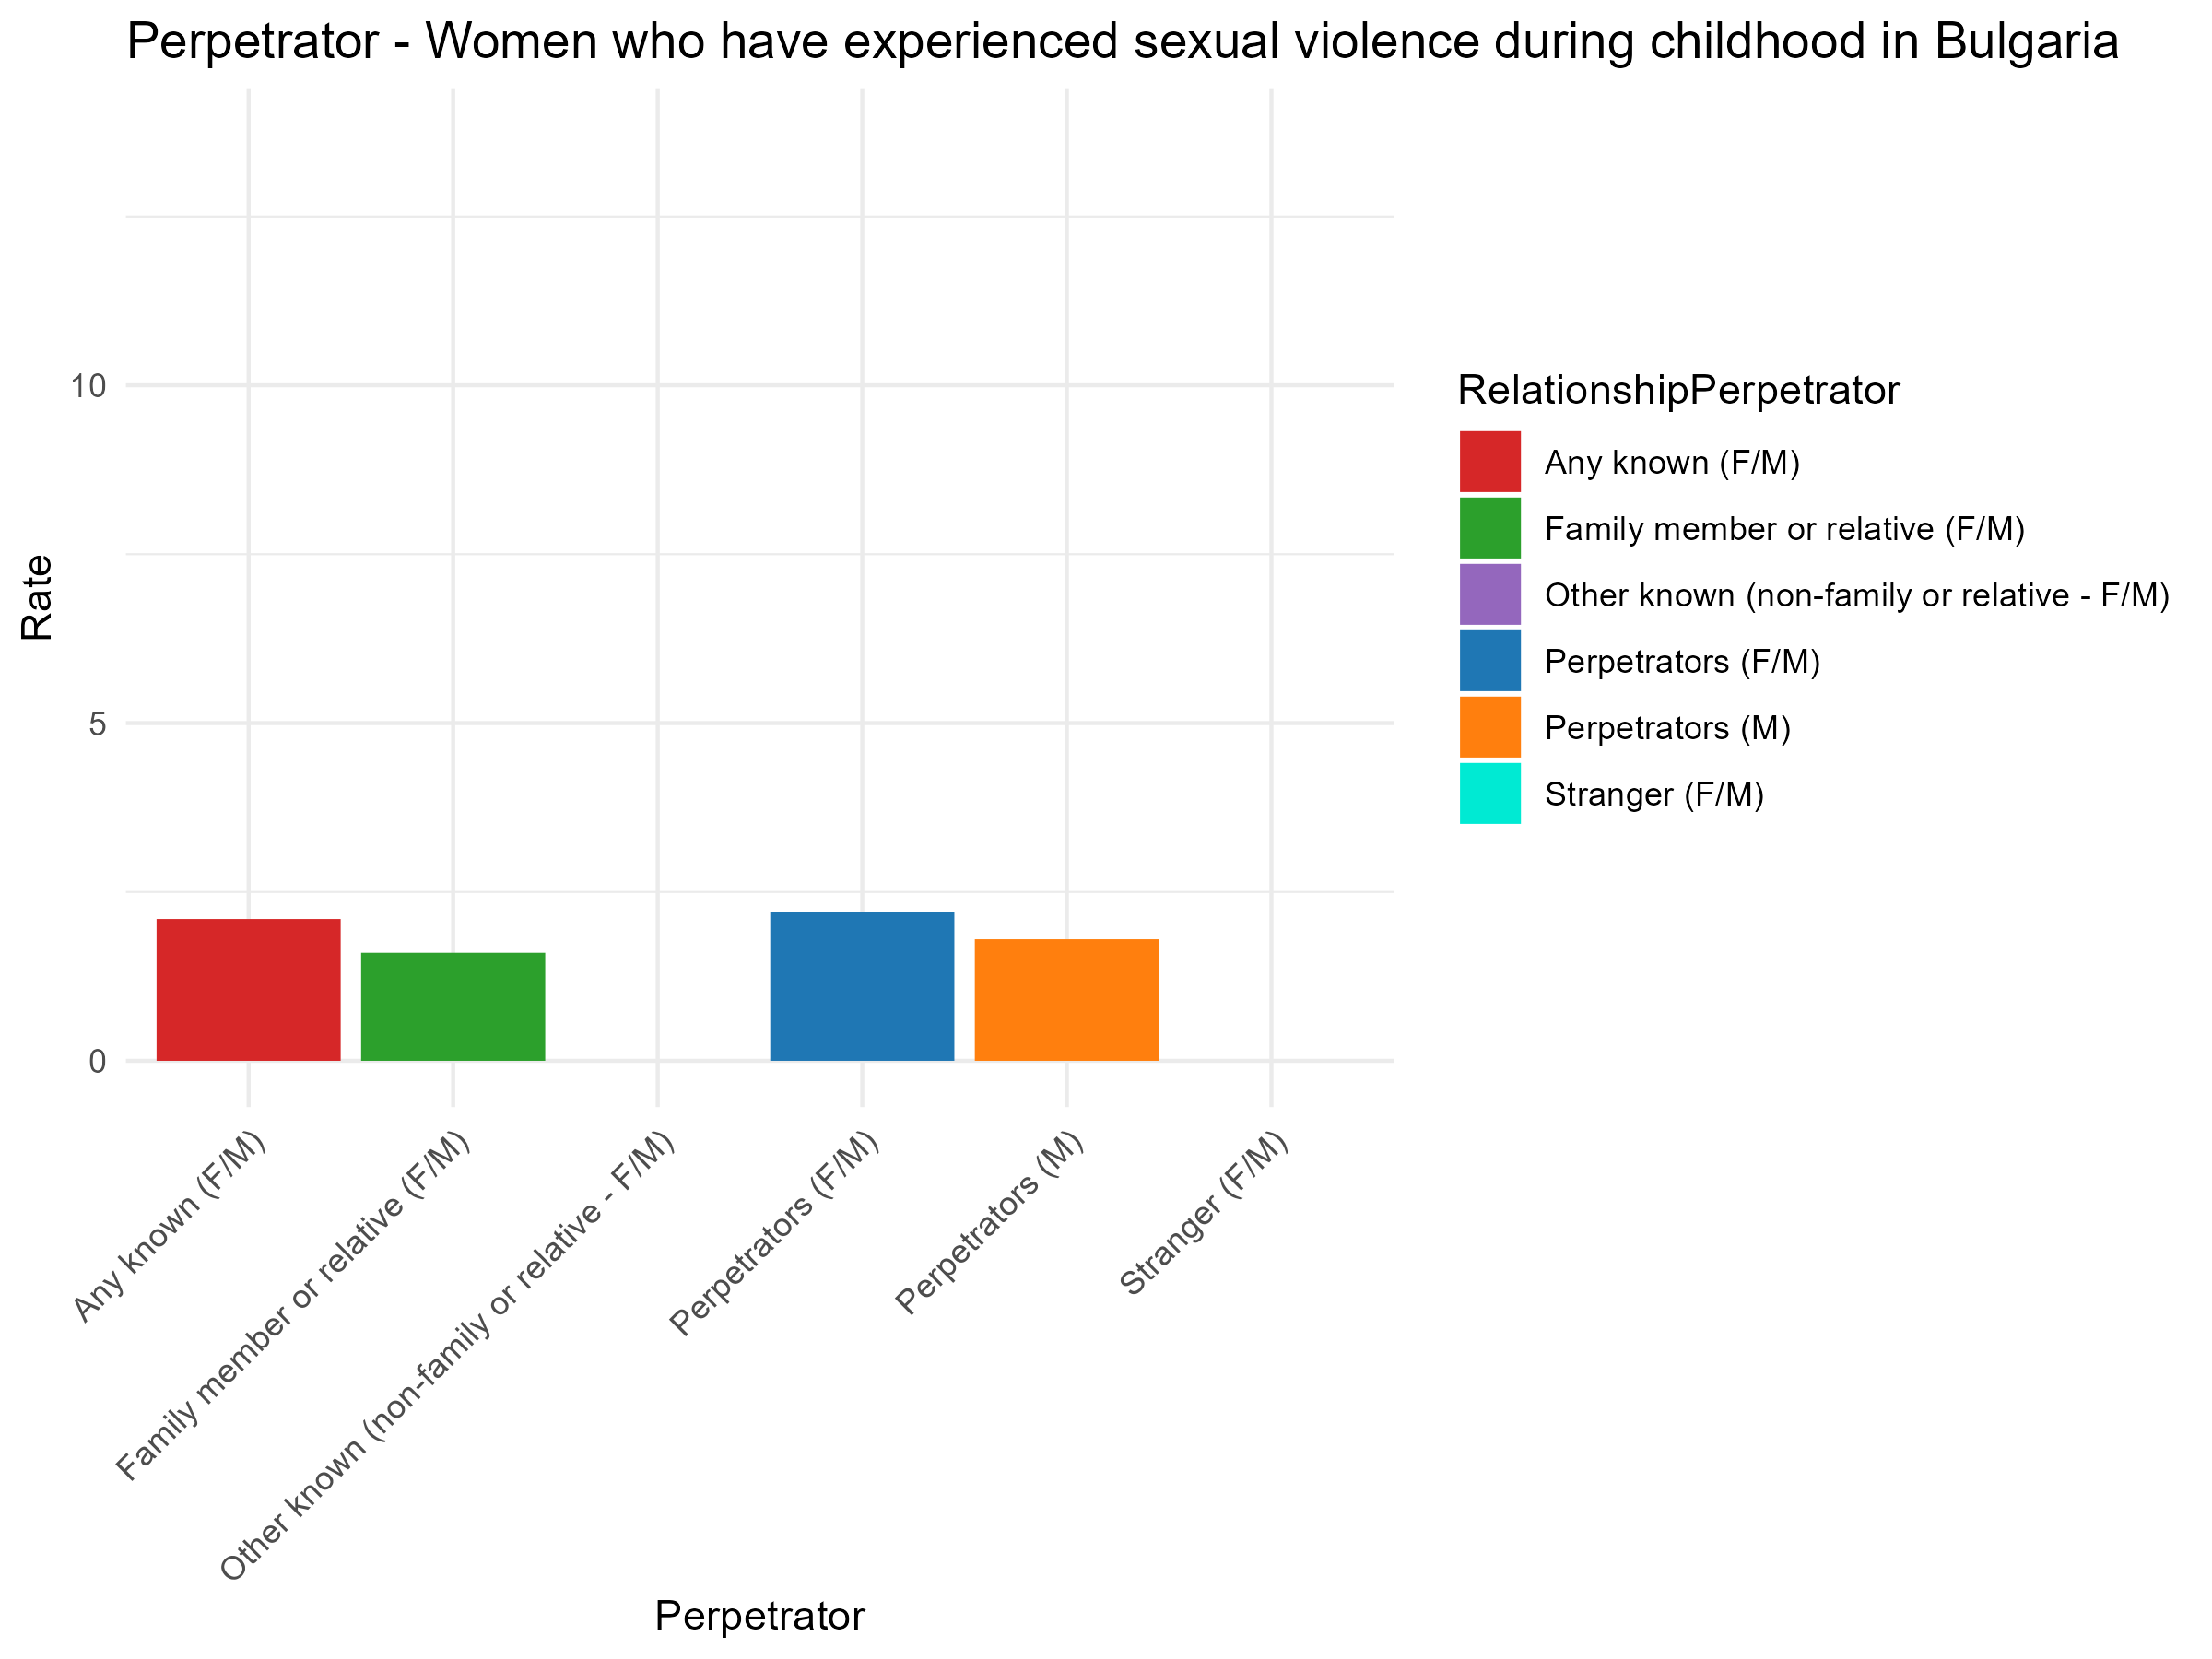 Perpetrator - Women who have experienced sexual violence during childhood in Bulgaria
Rate
10
5
0
Any known (F/M)
Family member or relative (F/M)
Other known (non-family or relative - F/M)
Perpetrators (F/M)
Perpetrators (M)
Stranger (F/M)
Perpetrator
RelationshipPerpetrator
Any known (F/M)
Family member or relative (F/M)
Other known (non-family or relative - F/M)
Perpetrators (F/M)
Perpetrators (M)
Stranger (F/M)